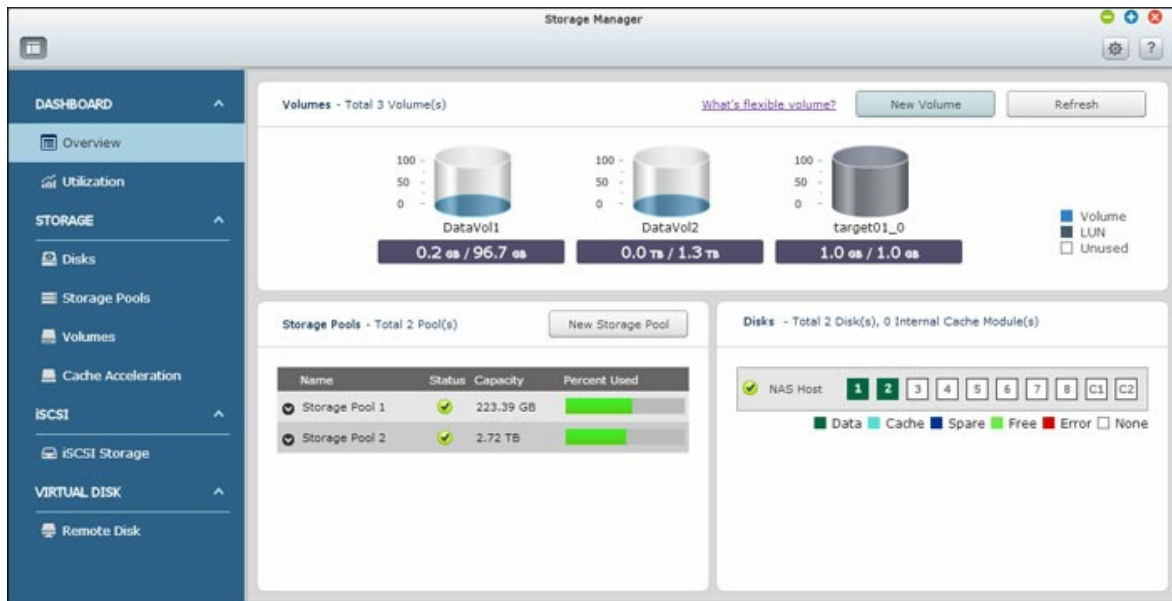 Storage Manager
?
DASHBOARD
Overview
Utilization
STORAGE
Disks
Storage Pools
Volumes
Cache Acceleration
iSCSI
iSCSI Storage
VIRTUAL DISK
Remote Disk
Volumes - Total 3 Volume(s)
What's flexible volume?
New Volume
Refresh
100 -
50 -
0 -
DataVol1
0.2 GB / 96.7 GB
100 -
50 -
0 -
DataVol2
0.0 TB / 1.3 TB
100 -
50 -
0 -
target01_0
1.0 GB / 1.0 GB
Volume
LUN
Unused
Storage Pools - Total 2 Pool(s)
New Storage Pool
Name Status Capacity Percent Used
Storage Pool 1 223.39 GB
Storage Pool 2 2.72 TB
Disks - Total 2 Disk(s), 0 Internal Cache Module(s)
NAS Host 1 2 3 4 5 6 7 8 C1 C2
Data Cache Spare Free Error None